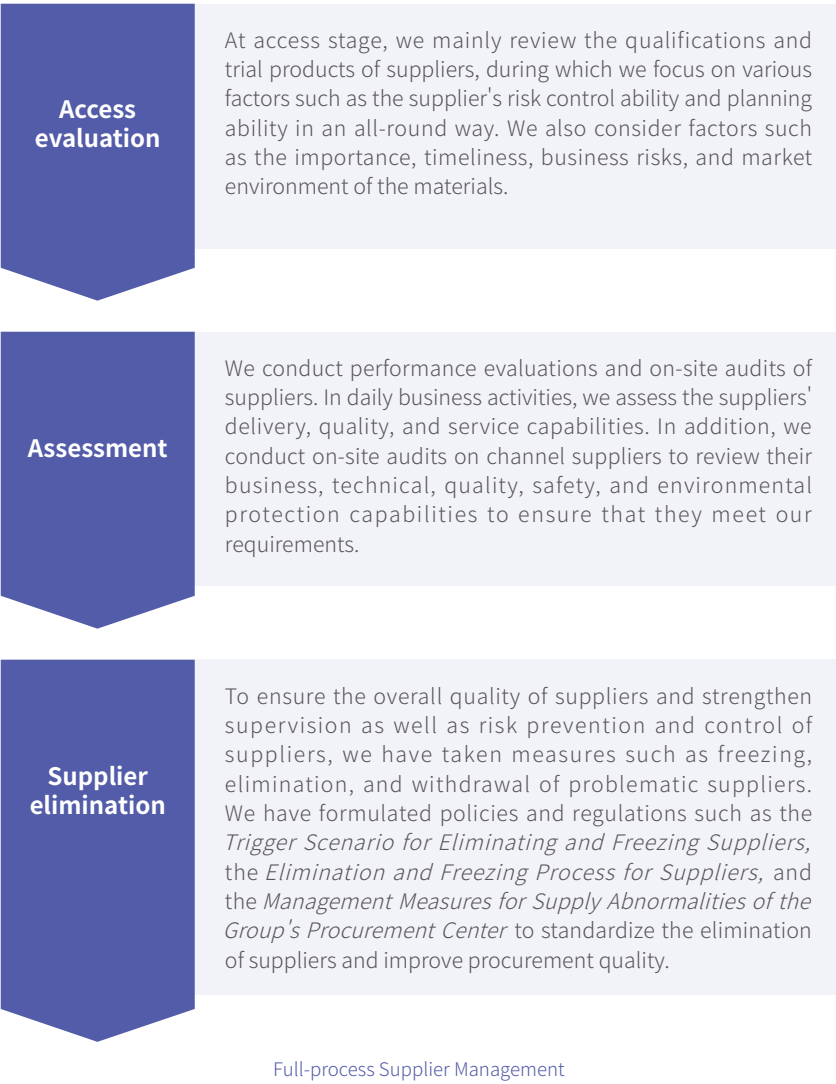 Access
evaluation
At access stage, we mainly review the qualifications and
trial products of suppliers, during which we focus on various
factors such as the supplier's risk control ability and planning
ability in an all-round way. We also consider factors such
as the importance, timeliness, business risks, and market
environment of the materials.
Assessment
We conduct performance evaluations and on-site audits of
suppliers. In daily business activities, we assess the suppliers'
delivery, quality, and service capabilities. In addition, we
conduct on-site audits on channel suppliers to review their
business, technical, quality, safety, and environmental
protection capabilities to ensure that they meet our
requirements.
Supplier
elimination
To ensure the overall quality of suppliers and strengthen
supervision as well as risk prevention and control of
suppliers, we have taken measures such as freezing,
elimination, and withdrawal of problematic suppliers.
We have formulated policies and regulations such as the
Trigger Scenario for Eliminating and Freezing Suppliers,
the Elimination and Freezing Process for Suppliers, and
the Management Measures for Supply Abnormalities of the
Group's Procurement Center to standardize the elimination
of suppliers and improve procurement quality.
Full-process Supplier Management